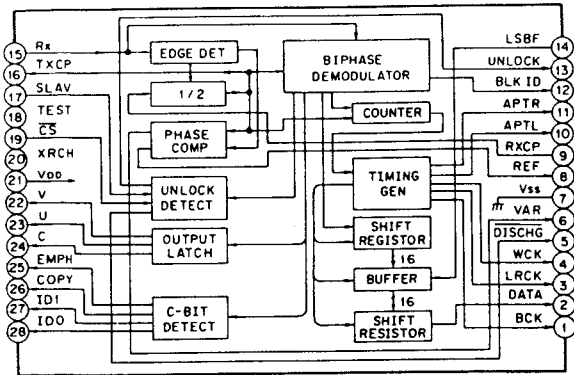 15 Rx
16 TXCP
17 SLAV
18 TEST
19 CS
20 XRCH
21 VDD
22 V
23 U
24 C
25 EMPH
26 COPY
27 ID1
28 ID0
EDGE DET
1/2
PHASE
COMP
UNLOCK
DETECT
OUTPUT
LATCH
C-BIT
DETECT
BIPHASE
DEMODULATOR
COUNTER
TIMING
GEN
SHIFT
REGISTOR
16
BUFFER
16
SHIFT
RESISTOR
LSBF 14
UNLOCK 13
BLK ID 12
APTR 11
APTL 10
RXCP 9
REF 8
Vss 7
VAR 6
DISCHG 5
WCK 4
LRCK 3
DATA 2
BCK 1